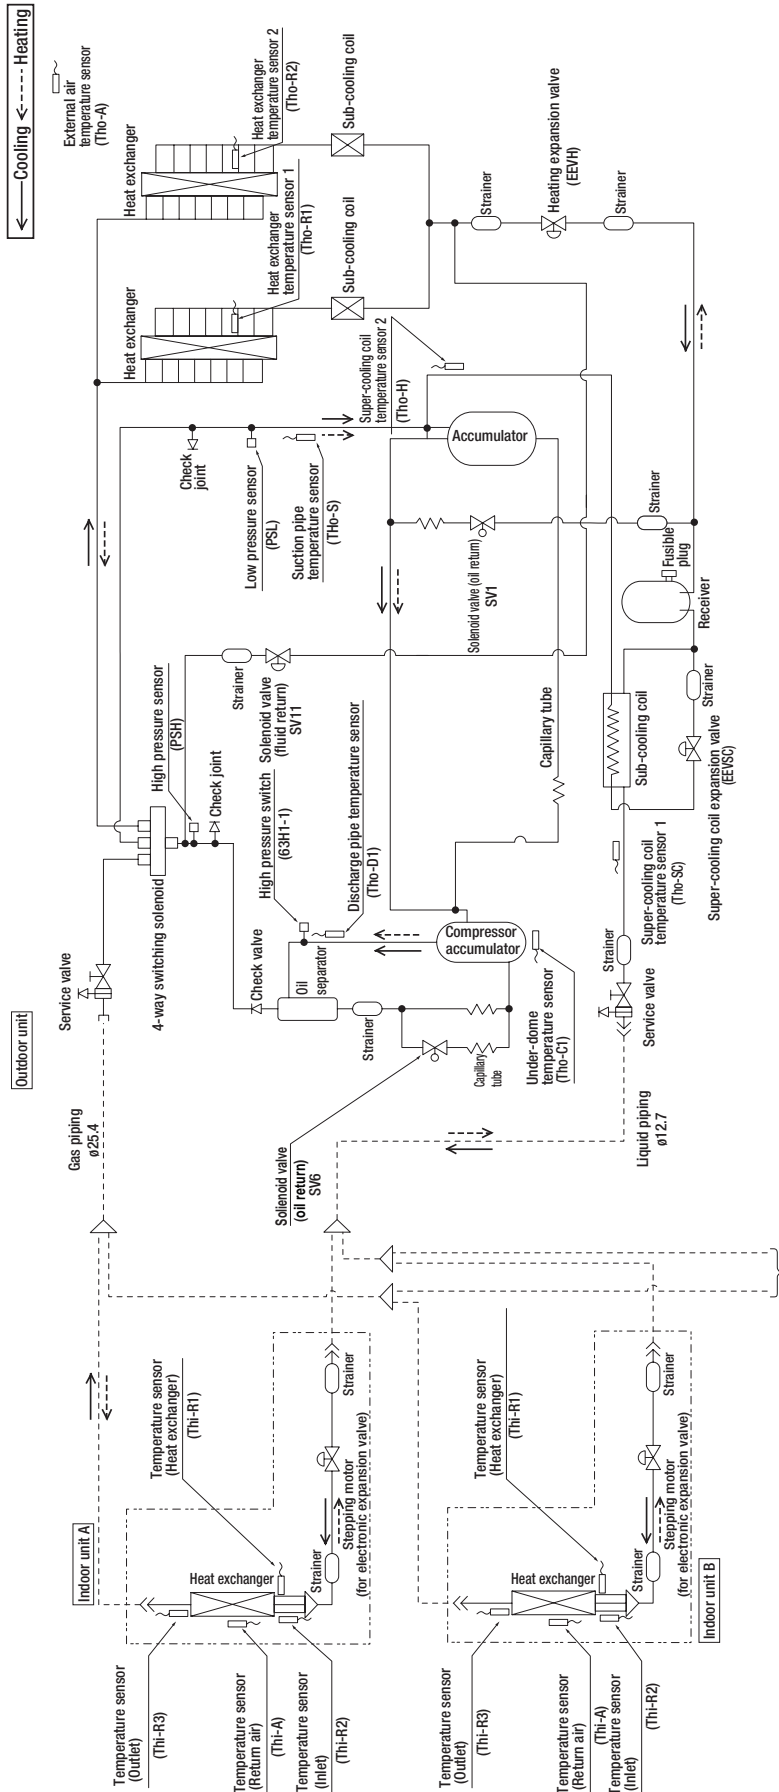 Cooling
Heating
External air
temperature sensor
(Tho-A)
Heat exchanger
Heat exchanger
temperature sensor 2
(Tho-R2)
Sub-cooling coil
Heat exchanger
Heat exchanger
temperature sensor 1
(Tho-R1)
Sub-cooling coil
Strainer
Heating expansion valve
(EEVH)
Strainer
Check
joint
Low pressure sensor
(PSL)
Suction pipe
temperature sensor
(THo-S)
Super-cooling coil
temperature sensor 2
(Tho-H)
Accumulator
Solenoid valve (oil return)
SV1
Strainer
Fusible
plug
Receiver
Strainer
Super-cooling coil expansion valve
(EEVSC)
Sub-cooling coil
Super-cooling coil
temperature sensor 1
(Tho-SC)
Strainer
Service valve
Capillary tube
High pressure sensor
(PSH)
Check joint
Strainer
Solenoid valve
(fluid return)
SV11
High pressure switch
(63H1-1)
Discharge pipe temperature sensor
(Tho-D1)
4-way switching solenoid
Service valve
Check valve
Oil
separator
Strainer
Compressor
accumulator
Under-dome
temperature sensor
(Tho-C1)
Capillary
tube
Solienoid valve
(oil return)
SV6
Outdoor unit
Gas piping
ø25.4
Liquid piping
ø12.7
Indoor unit A
Temperature sensor
(Heat exchanger)
(Thi-R1)
Heat exchanger
Strainer
Stepping motor
(for electronic expansion valve)
Strainer
Temperature sensor
(Outlet)
(Thi-R3)
Temperature sensor
(Return air)
(Thi-A)
Temperature sensor
(Inlet)
(Thi-R2)
Indoor unit B
Temperature sensor
(Heat exchanger)
(Thi-R1)
Heat exchanger
Strainer
Stepping motor
(for electronic expansion valve)
Strainer
Temperature sensor
(Outlet)
(Thi-R3)
Temperature sensor
(Return air)
(Thi-A)
Temperature sensor
(Inlet)
(Thi-R2)